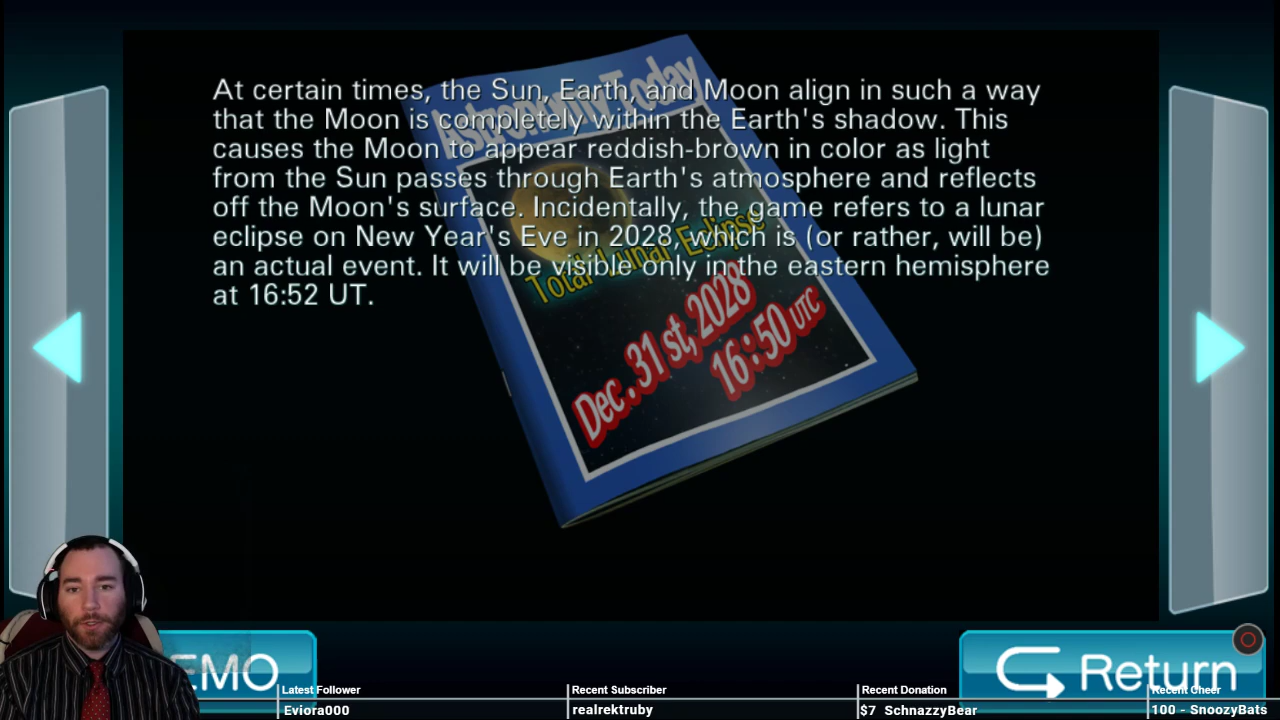 Astronomy Today
At certain times, the Sun, Earth, and Moon align in such a way
that the Moon is completely within the Earth's shadow. This
causes the Moon to appear reddish-brown in color as light
from the Sun passes through Earth's atmosphere and reflects
off the Moon's surface. Incidentally, the game refers to a lunar
eclipse on New Year's Eve in 2028, which is (or rather, will be)
an actual event. It will be visible only in the eastern hemisphere
at 16:52 UT.
Total Lunar Eclipse
Dec. 31st, 2028
16:50 UTC
EMO
Return
Latest Follower
Eviora000
Recent Subscriber
realrektruby
Recent Donation
$7 SchnazzyBear
Recent Cheer
100 - SnoozyBats